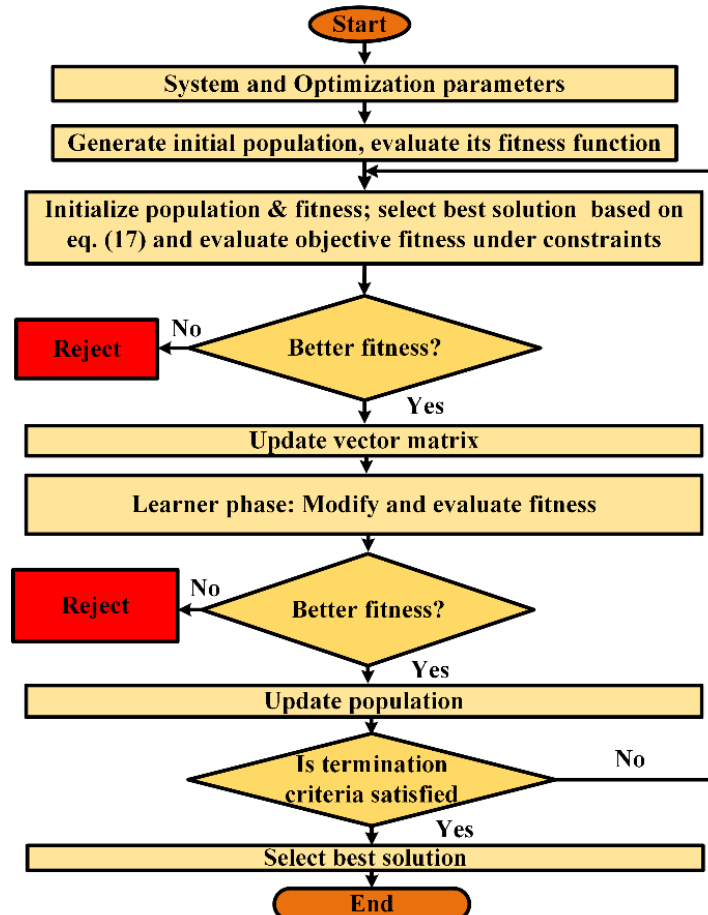 Start
System and Optimization parameters
Generate initial population, evaluate its fitness function
Initialize population & fitness; select best solution based on
eq. (17) and evaluate objective fitness under constraints
No
Reject
Better fitness?
Yes
Update vector matrix
Learner phase: Modify and evaluate fitness
No
Reject
Better fitness?
Yes
Update population
Is termination
criteria satisfied
No
Yes
Select best solution
End